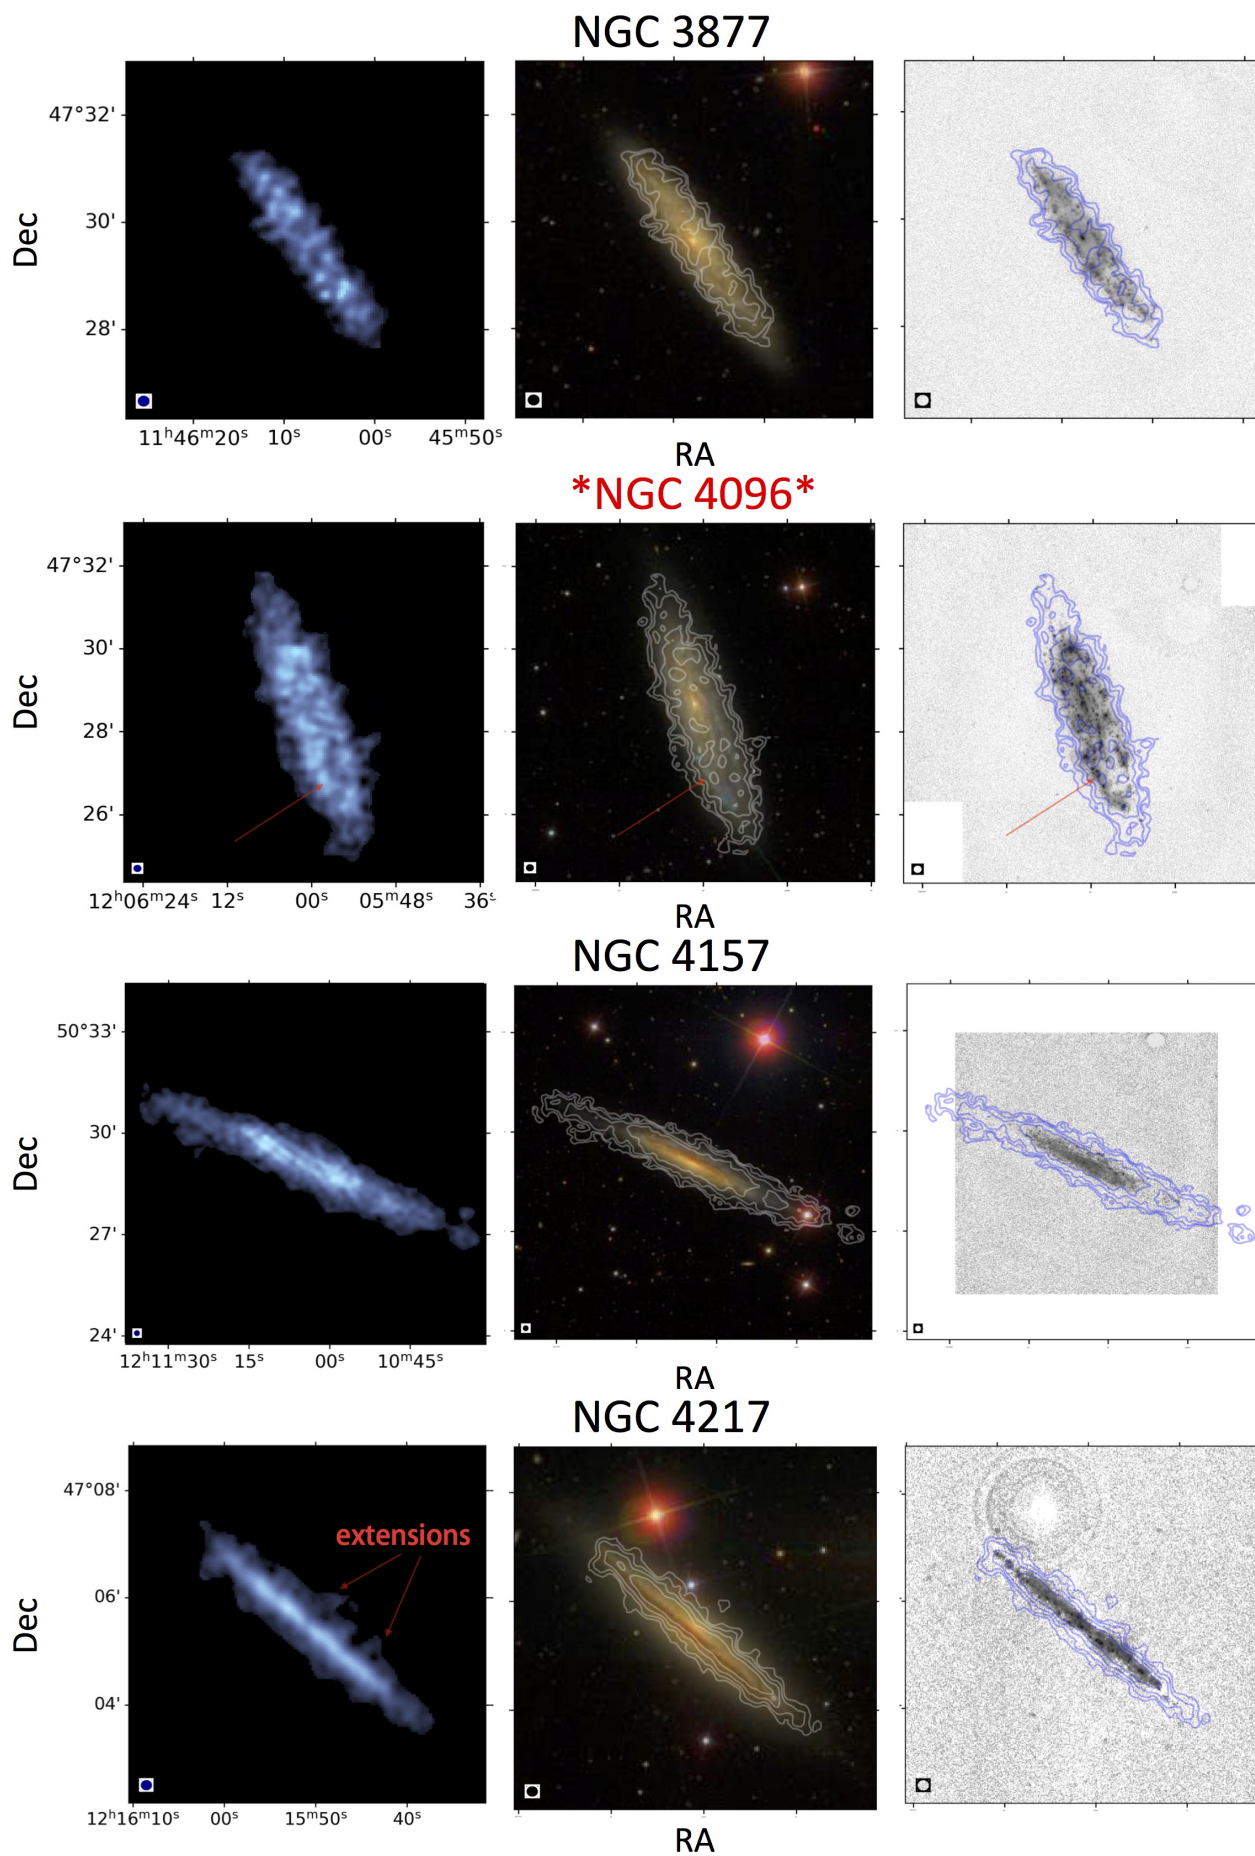 NGC 3877
Dec
47°32'
30'
28'
11ʰ46ᵐ20ˢ 10ˢ 00ˢ 45ᵐ50ˢ
RA
*NGC 4096*
Dec
47°32'
30'
28'
26'
12ʰ06ᵐ24ˢ 12ˢ 00ˢ 05ᵐ48ˢ 36ˢ
RA
NGC 4157
Dec
50°33'
30'
27'
24'
12ʰ11ᵐ30ˢ 15ˢ 00ˢ 10ᵐ45ˢ
RA
NGC 4217
Dec
47°08'
extensions
06'
04'
12ʰ16ᵐ10ˢ 00ˢ 15ᵐ50ˢ 40ˢ
RA